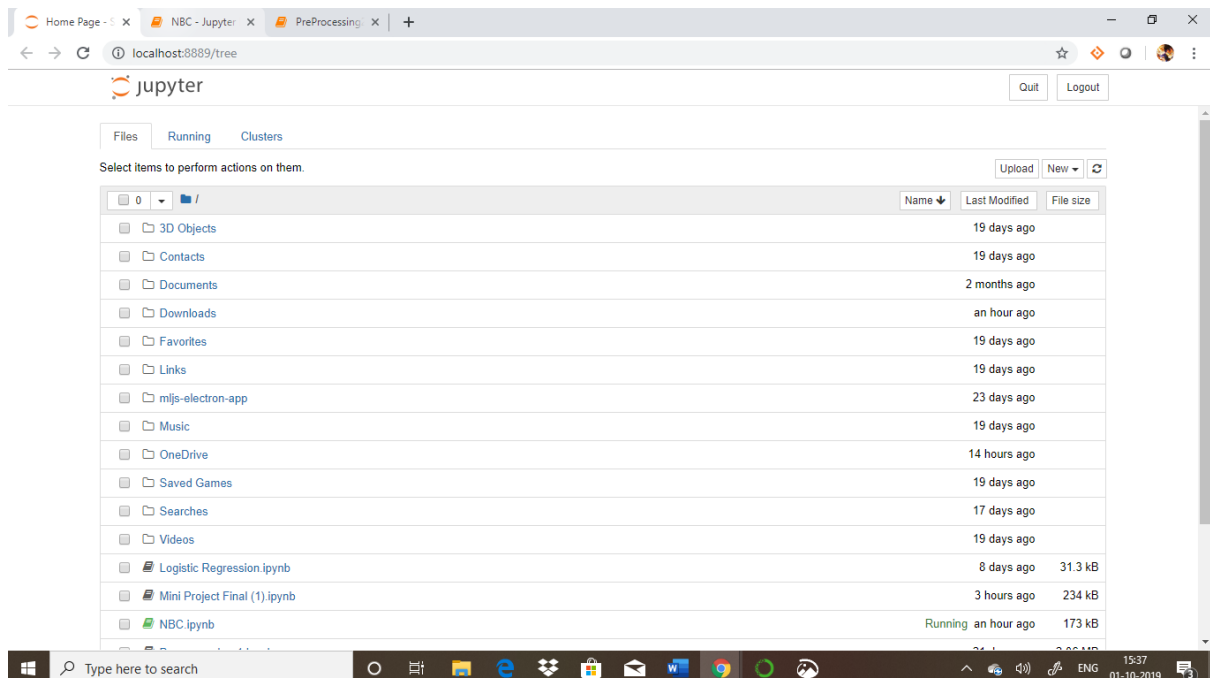 Home Page - S
NBC - Jupyter
PreProcessing
localhost:8889/tree
jupyter
Quit
Logout
Files
Running
Clusters
Select items to perform actions on them.
Upload
New
0
/
Name
Last Modified
File size
3D Objects 19 days ago
Contacts 19 days ago
Documents 2 months ago
Downloads an hour ago
Favorites 19 days ago
Links 19 days ago
mljs-electron-app 23 days ago
Music 19 days ago
OneDrive 14 hours ago
Saved Games 19 days ago
Searches 17 days ago
Videos 19 days ago
Logistic Regression.ipynb 8 days ago 31.3 kB
Mini Project Final (1).ipynb 3 hours ago 234 kB
NBC.ipynb Running an hour ago 173 kB
Type here to search
ENG
15:37
01-10-2019
3